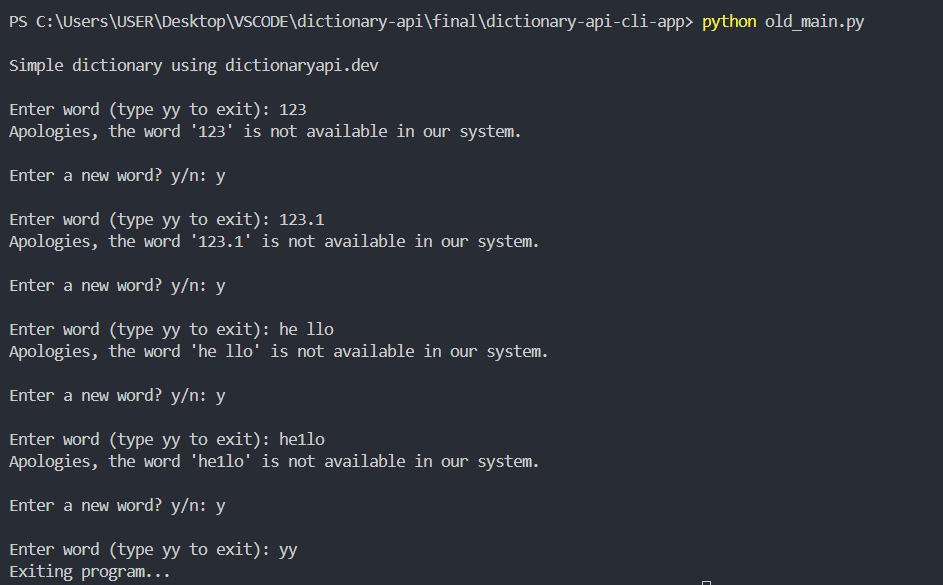 PS C:\Users\USER\Desktop\VSCODE\dictionary-api\final\dictionary-api-cli-app> python old_main.py
Simple dictionary using dictionaryapi.dev
Enter word (type yy to exit): 123
Apologies, the word '123' is not available in our system.
Enter a new word? y/n: y
Enter word (type yy to exit): 123.1
Apologies, the word '123.1' is not available in our system.
Enter a new word? y/n: y
Enter word (type yy to exit): he llo
Apologies, the word 'he llo' is not available in our system.
Enter a new word? y/n: y
Enter word (type yy to exit): he1lo
Apologies, the word 'he1lo' is not available in our system.
Enter a new word? y/n: y
Enter word (type yy to exit): yy
Exiting program...